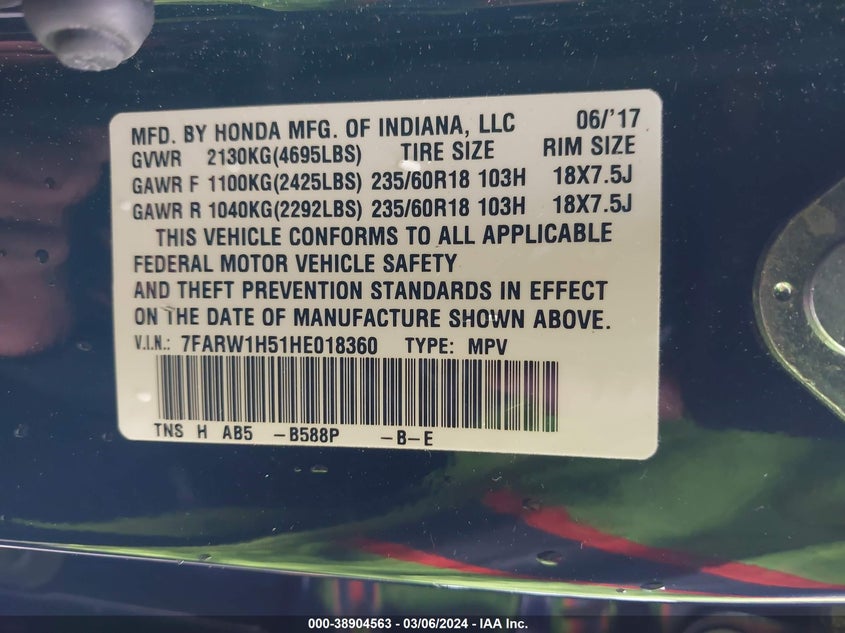 MFD. BY HONDA MFG. OF INDIANA, LLC 06/'17
GVWR 2130KG(4695LBS) TIRE SIZE RIM SIZE
GAWR F 1100KG(2425LBS) 235/60R18 103H 18X7.5J
GAWR R 1040KG(2292LBS) 235/60R18 103H 18X7.5J
THIS VEHICLE CONFORMS TO ALL APPLICABLE
FEDERAL MOTOR VEHICLE SAFETY
AND THEFT PREVENTION STANDARDS IN EFFECT
ON THE DATE OF MANUFACTURE SHOWN ABOVE.
V.I.N.: 7FARW1H51HE018360 TYPE: MPV
TNS H AB5 -B588P -B-E
000-38904563 - 03/06/2024 - IAA Inc.